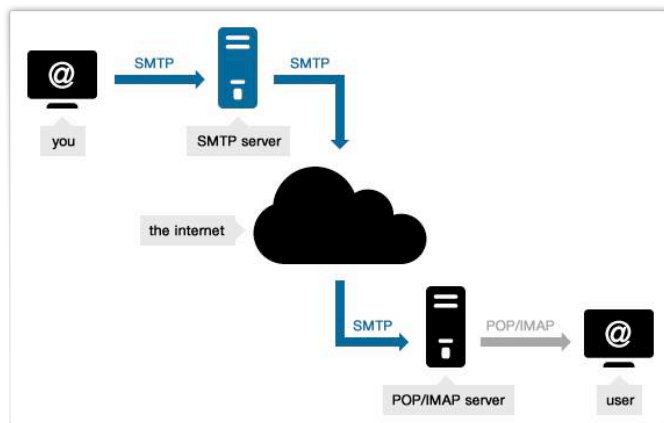 SMTP
SMTP
@
you
SMTP server
the internet
SMTP
POP/IMAP
@
POP/IMAP server
user